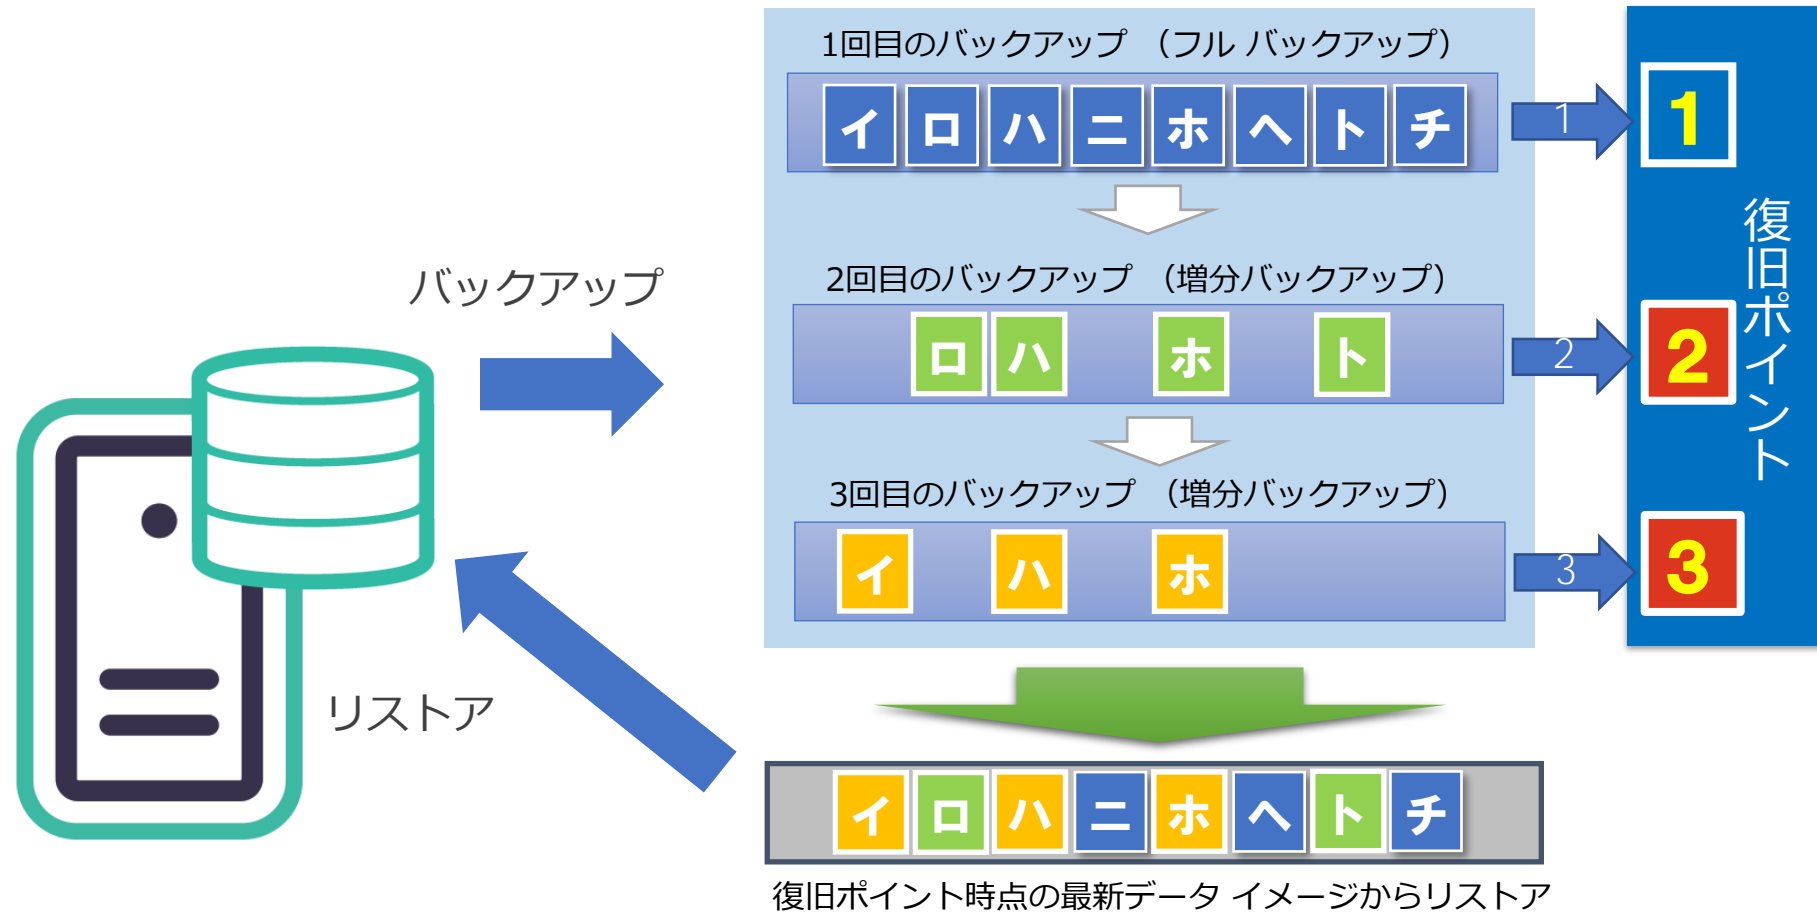 1回目のバックアップ （フル バックアップ）
イロハニホヘトチ
1
1
2回目のバックアップ （増分バックアップ）
ロハ ホ ト
2
2
3回目のバックアップ （増分バックアップ）
イ ハ ホ
3
3
復旧ポイント
バックアップ
リストア
イロハニホヘトチ
復旧ポイント時点の最新データ イメージからリストア